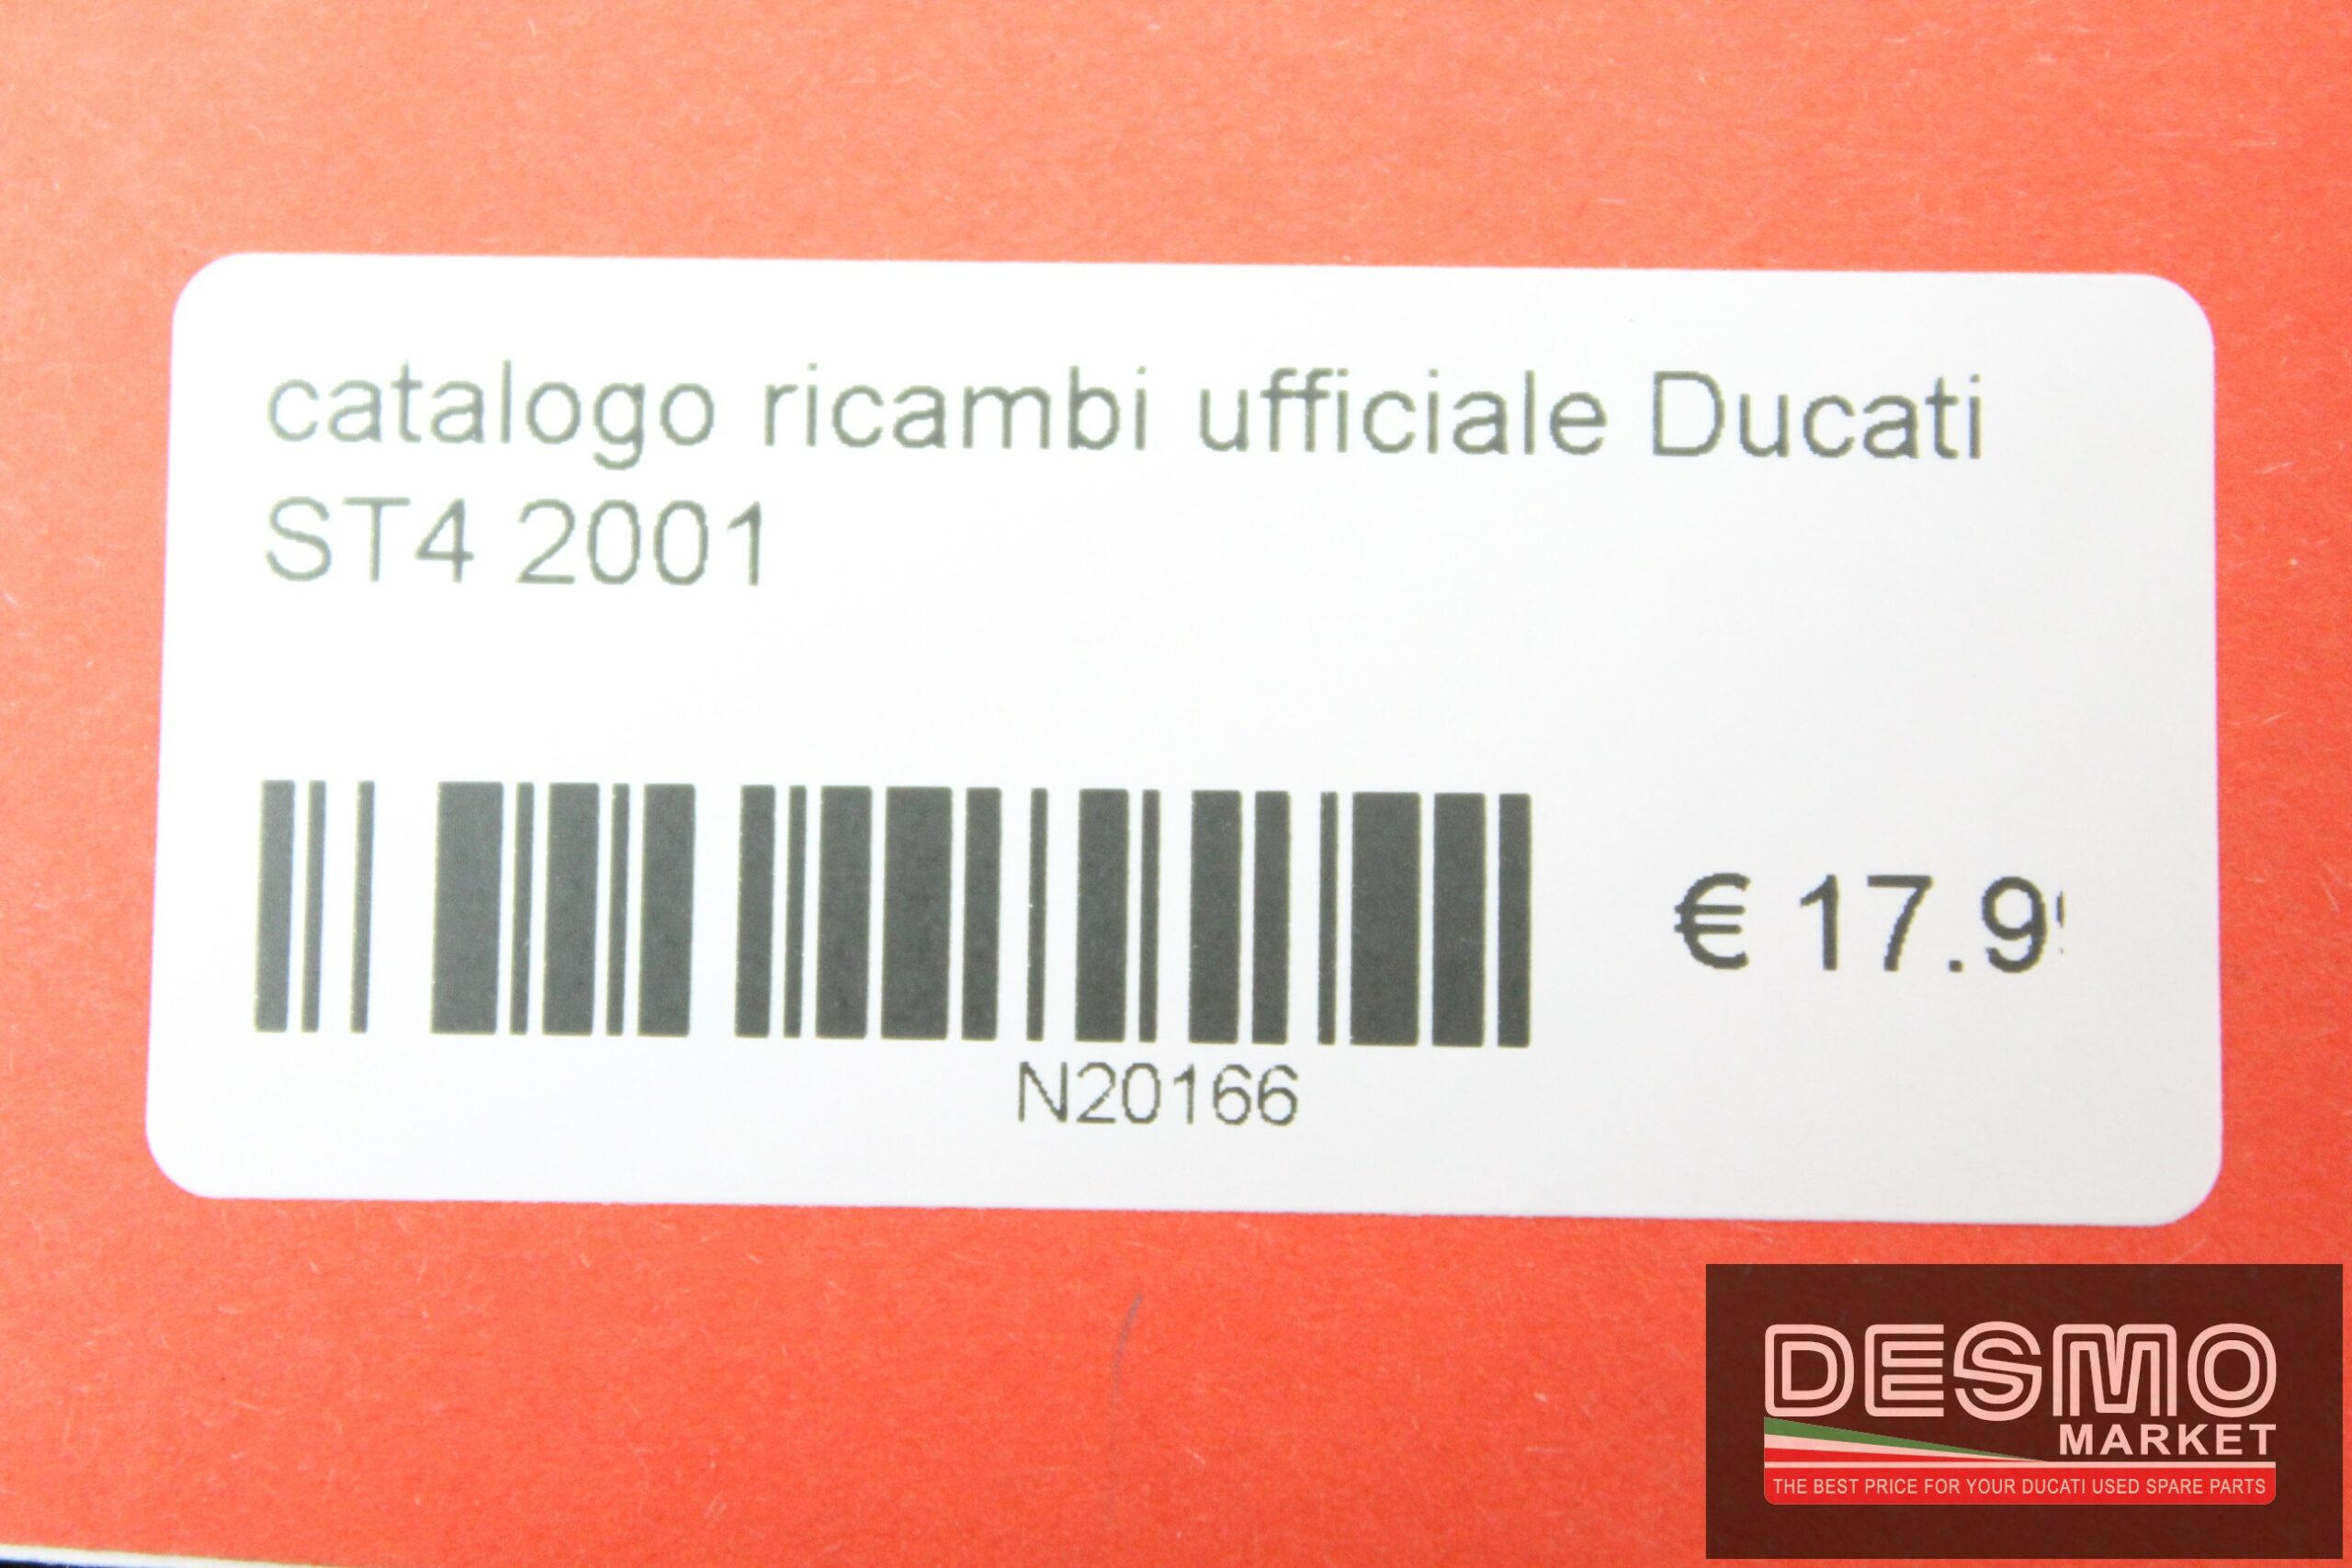 catalogo ricambi ufficiale Ducati
ST4 2001
€ 17.9
N20166
DESMO
MARKET
THE BEST PRICE FOR YOUR DUCATI USED SPARE PARTS